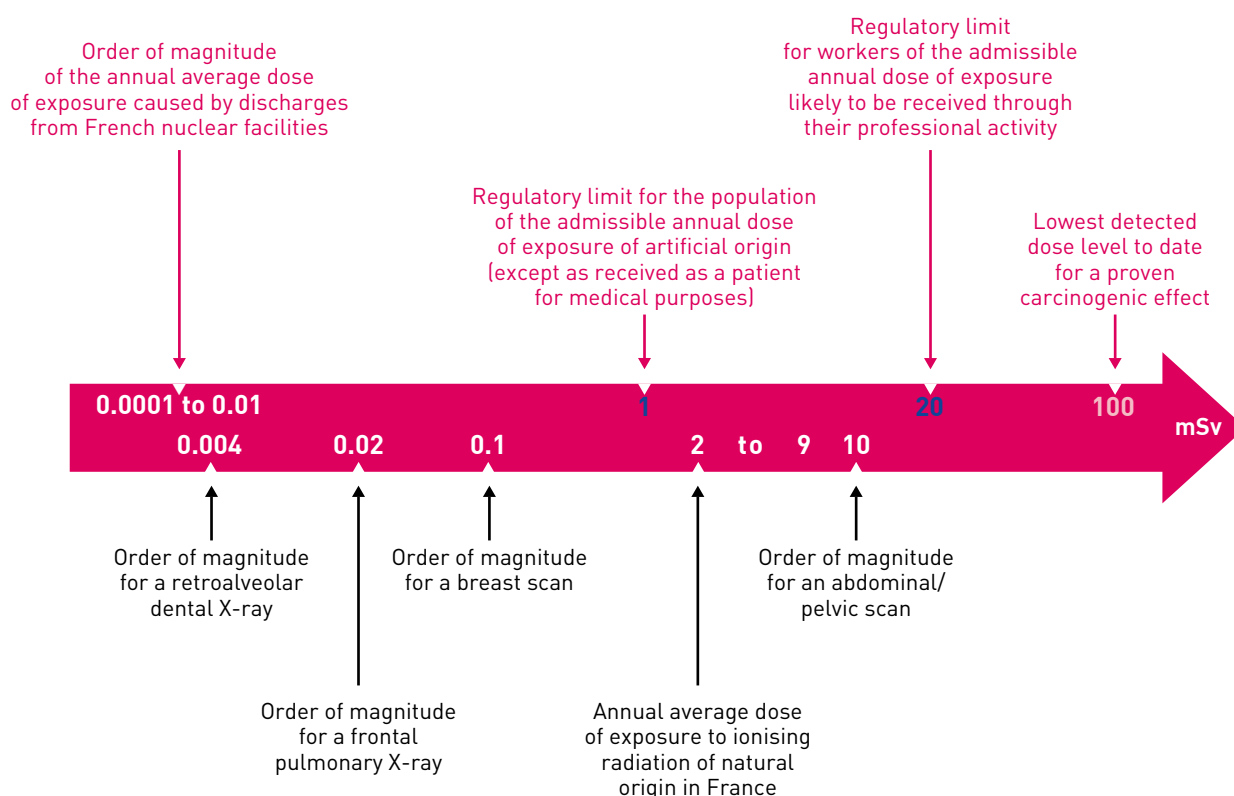 Order of magnitude
of the annual average dose
of exposure caused by discharges
from French nuclear facilities
Regulatory limit
for workers of the admissible
annual dose of exposure
likely to be received through
their professional activity
Regulatory limit for the population
of the admissible annual dose
of exposure of artificial origin
(except as received as a patient
for medical purposes)
Lowest detected
dose level to date
for a proven
carcinogenic effect
0.0001 to 0.01
1
20
100
mSv
0.004
0.02
0.1
2 to 9
10
Order of magnitude
for a retroalveolar
dental X-ray
Order of magnitude
for a breast scan
Order of magnitude
for an abdominal/
pelvic scan
Order of magnitude
for a frontal
pulmonary X-ray
Annual average dose
of exposure to ionising
radiation of natural
origin in France